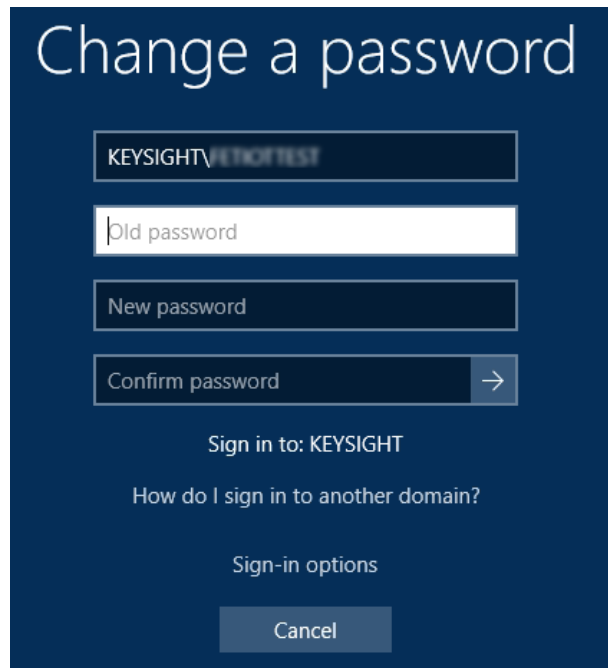 Change a password
KEYSIGHT\
Old password
New password
Confirm password
Sign in to: KEYSIGHT
How do I sign in to another domain?
Sign-in options
Cancel